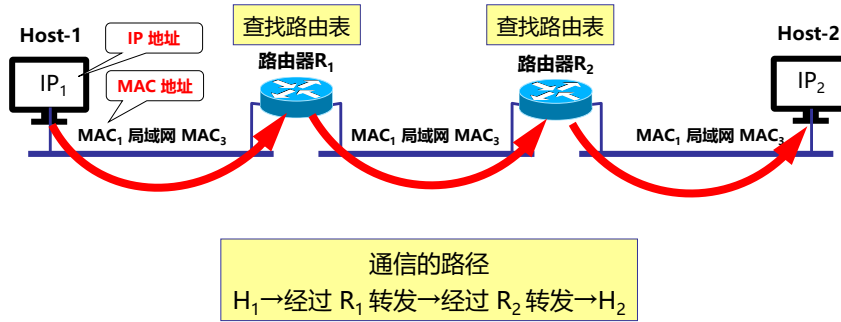 查找路由表
查找路由表
Host-1
IP 地址
路由器R₁
路由器R₂
Host-2
IP₁
MAC 地址
IP₂
MAC₁ 局域网 MAC₃
MAC₁ 局域网 MAC₃
MAC₁ 局域网 MAC₃
通信的路径
H₁→经过 R₁ 转发→经过 R₂ 转发→H₂